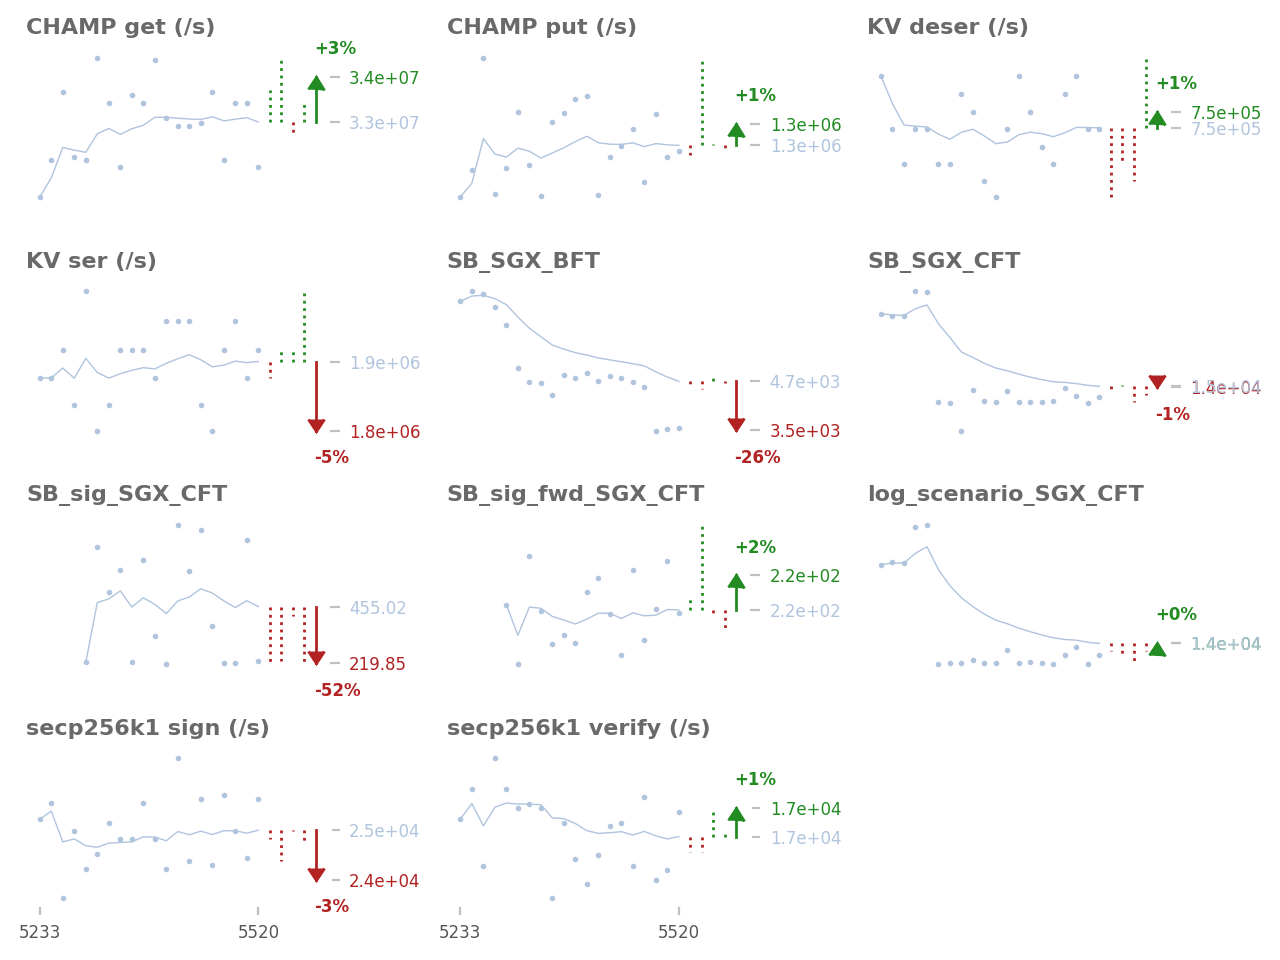 CHAMP get (/s)
+3%
3.4e+07
3.3e+07
CHAMP put (/s)
+1%
1.3e+06
1.3e+06
KV deser (/s)
+1%
7.5e+05
7.5e+05
KV ser (/s)
1.9e+06
1.8e+06
-5%
SB_SGX_BFT
4.7e+03
3.5e+03
-26%
SB_SGX_CFT
1.4e+04
-1%
SB_sig_SGX_CFT
455.02
219.85
-52%
SB_sig_fwd_SGX_CFT
+2%
2.2e+02
2.2e+02
log_scenario_SGX_CFT
+0%
1.4e+04
secp256k1 sign (/s)
2.5e+04
2.4e+04
-3%
5233
5520
secp256k1 verify (/s)
+1%
1.7e+04
1.7e+04
5233
5520